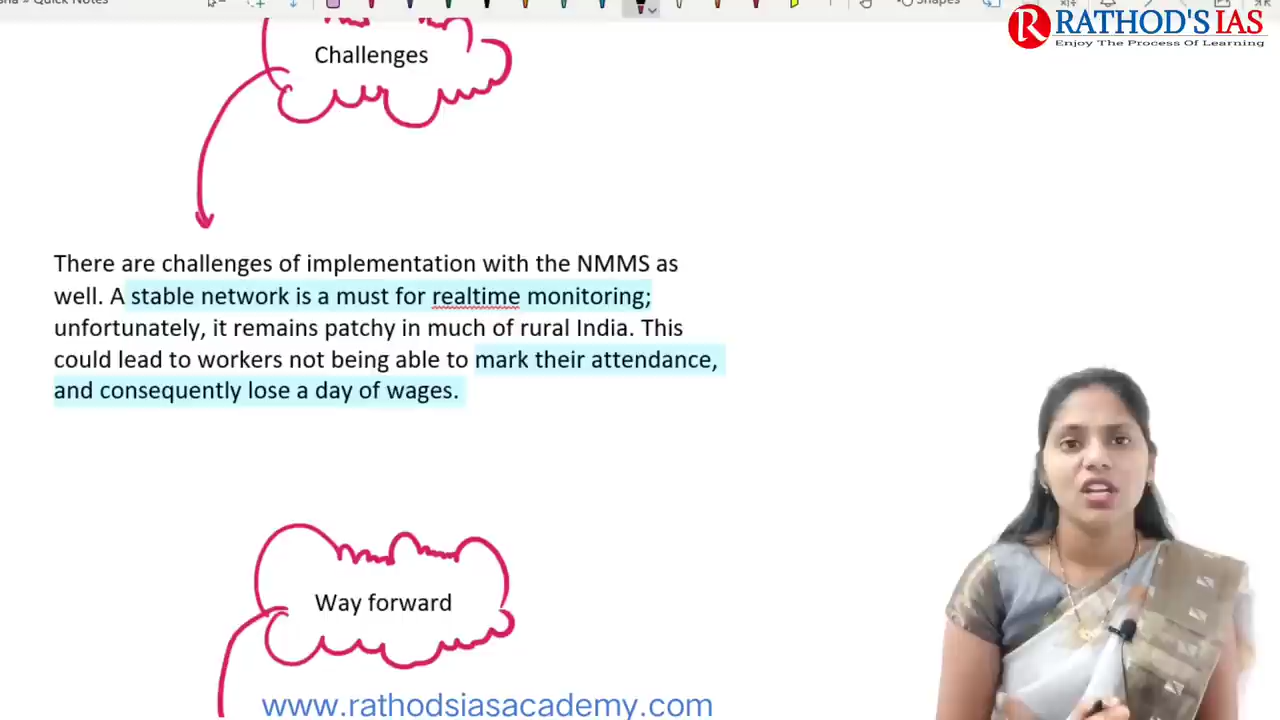 Quick Notes
Shapes
RATHOD'S IAS
Enjoy The Process Of Learning
Challenges
There are challenges of implementation with the NMMS as
well. A stable network is a must for realtime monitoring;
unfortunately, it remains patchy in much of rural India. This
could lead to workers not being able to mark their attendance,
and consequently lose a day of wages.
Way forward
www.rathodsiasacademy.com